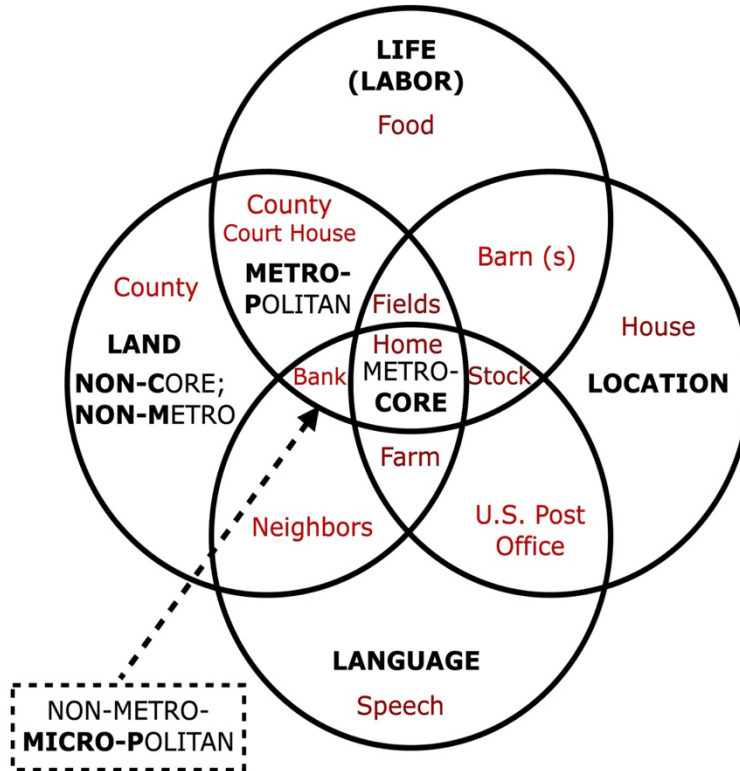 LIFE
(LABOR)
Food
County
Court House
METRO-
POLITAN
Barn (s)
County
LAND
NON-CORE;
NON-METRO
Fields
Home
METRO-
CORE
Bank
Stock
House
LOCATION
Farm
Neighbors
U.S. Post
Office
LANGUAGE
Speech
NON-METRO-
MICRO-POLITAN